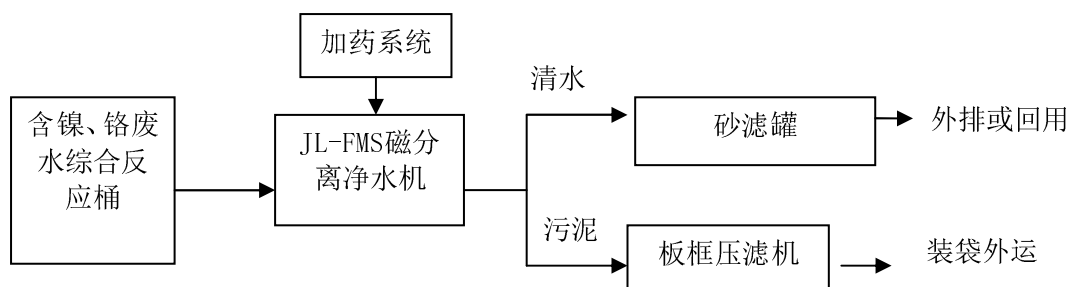 加药系统
清水
含镍、铬废
水综合反
应桶
JL-FMS磁分
离净水机
砂滤罐
外排或回用
污泥
板框压滤机
装袋外运